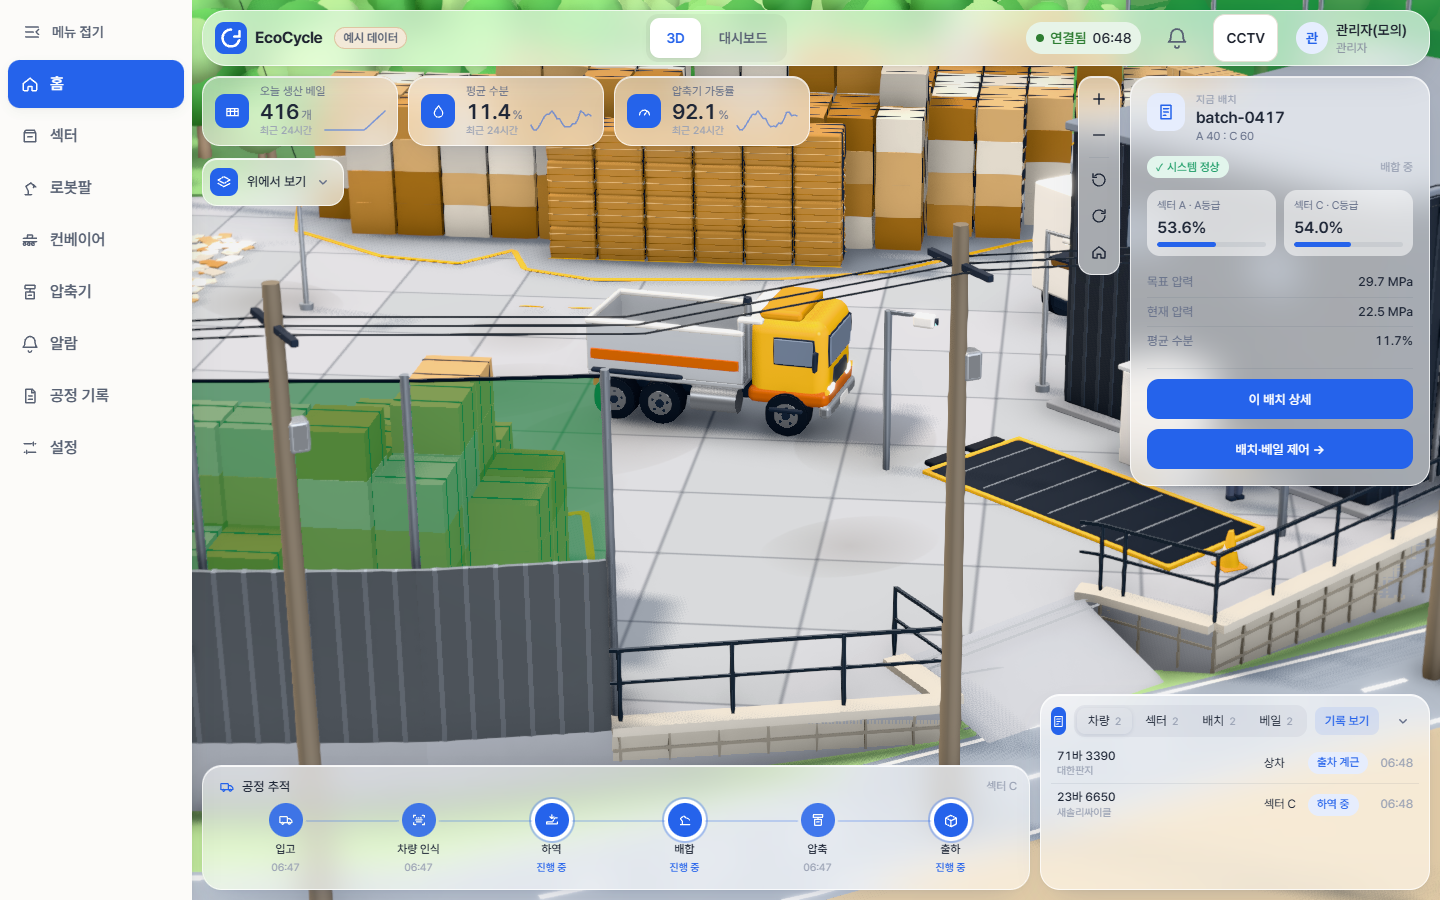 메뉴 접기
홈
섹터
로봇팔
컨베이어
압축기
알람
공정 기록
설정
EcoCycle
예시 데이터
3D
대시보드
연결됨 06:48
CCTV
관
관리자(모의)
관리자
오늘 생산 베일
416개
최근 24시간
평균 수분
11.4%
최근 24시간
압축기 가동률
92.1%
최근 24시간
위에서 보기
지금 배치
batch-0417
A 40 : C 60
✓ 시스템 정상
배합 중
섹터 A · A등급
53.6%
섹터 C · C등급
54.0%
목표 압력 29.7 MPa
현재 압력 22.5 MPa
평균 수분 11.7%
이 배치 상세
배치·베일 제어 →
공정 추적
섹터 C
입고
06:47
차량 인식
06:47
하역
진행 중
배합
진행 중
압축
06:47
출하
진행 중
차량 2
섹터 2
배치 2
베일 2
기록 보기
71바 3390
대한판지
상차
출차 계근
06:48
23바 6650
새솔리싸이클
섹터 C
하역 중
06:48